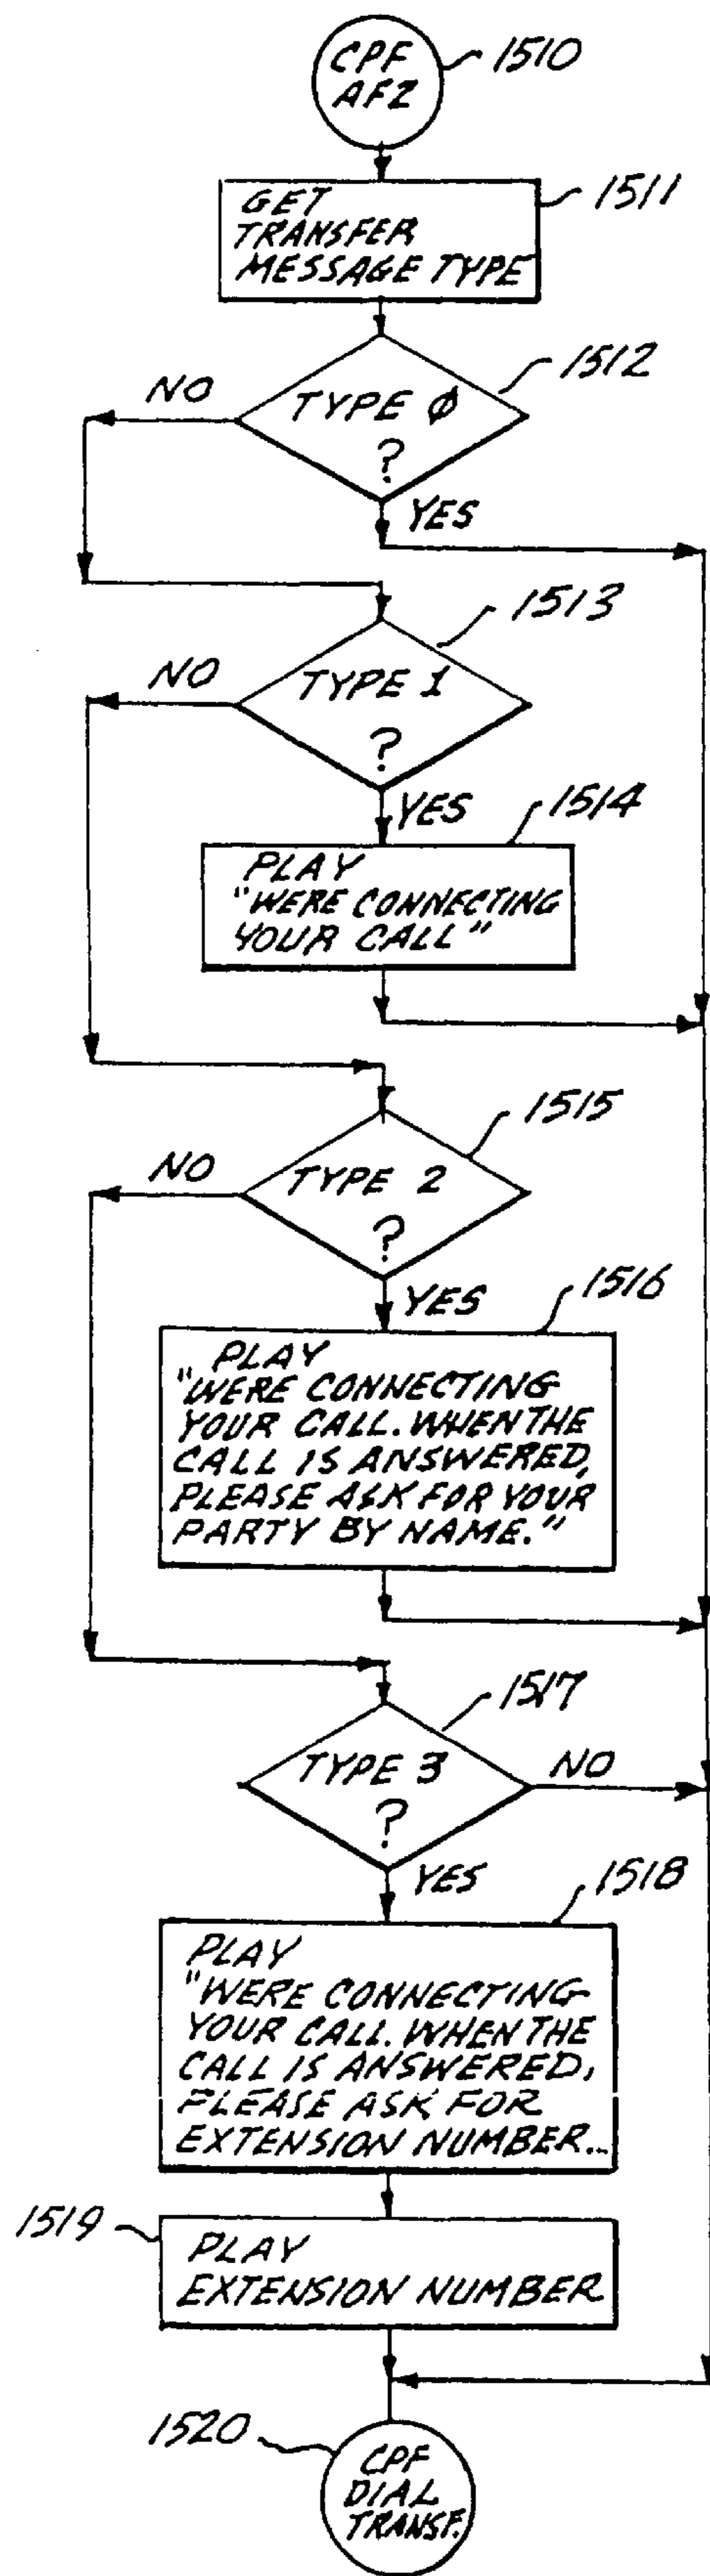 CPF
AF2
1510
1511
GET
TRANSFER
MESSAGE TYPE
1512
NO
TYPE Ø
?
YES
1513
NO
TYPE 1
?
YES
1514
PLAY
"WERE CONNECTING
YOUR CALL"
1515
NO
TYPE 2
?
YES
1516
PLAY
"WERE CONNECTING
YOUR CALL. WHEN THE
CALL IS ANSWERED,
PLEASE ASK FOR YOUR
PARTY BY NAME."
1517
TYPE 3
NO
?
YES
1518
PLAY
"WERE CONNECTING
YOUR CALL. WHEN THE
CALL IS ANSWERED,
PLEASE ASK FOR
EXTENSION NUMBER...
1519
PLAY
EXTENSION NUMBER
1520
CPF
DIAL
TRANSF.